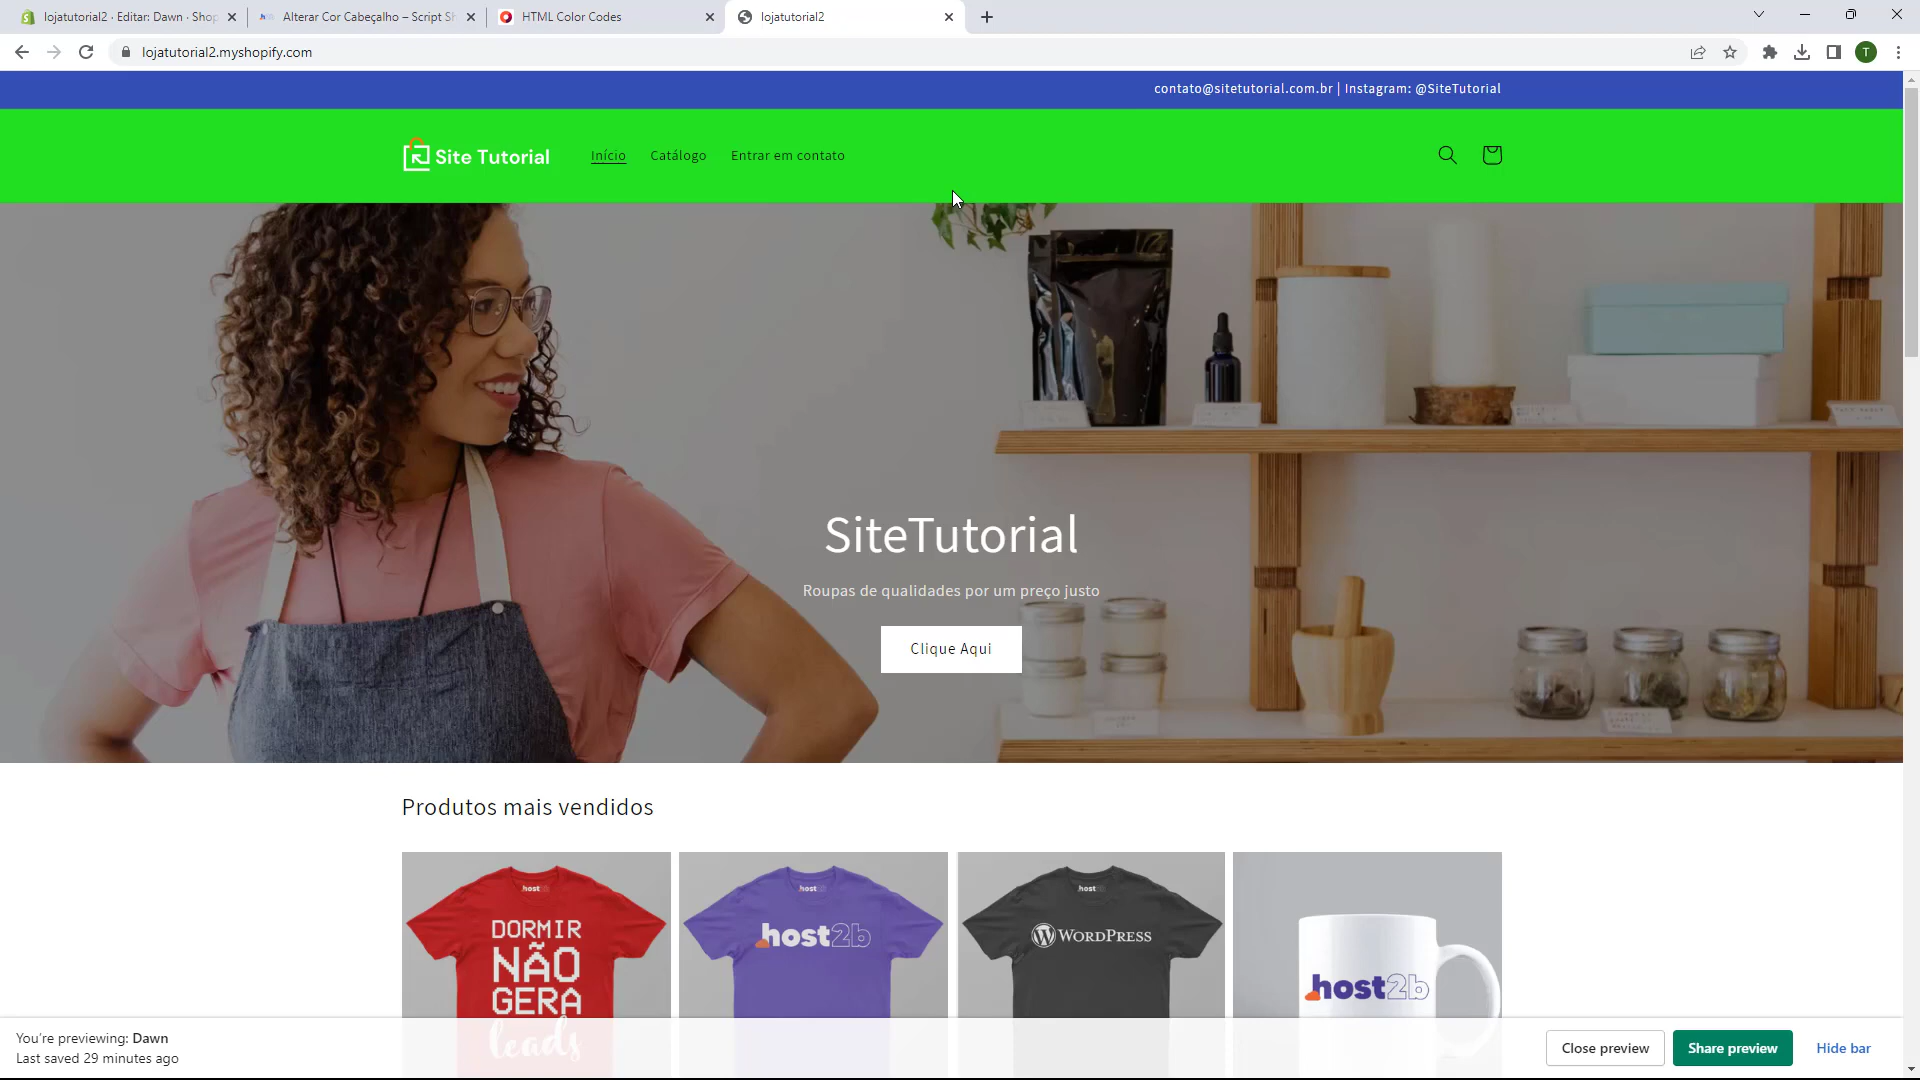 lojatutorial2 · Editar: Dawn · Shop
Alterar Cor Cabeçalho – Script Sh
HTML Color Codes
lojatutorial2
lojatutorial2.myshopify.com
T
contato@sitetutorial.com.br | Instagram: @SiteTutorial
Site Tutorial
Início
Catálogo
Entrar em contato
SiteTutorial
Roupas de qualidades por um preço justo
Clique Aqui
Produtos mais vendidos
host
DORMIR
NÃO
GERA
leads
host
host2b
host
WORDPRESS
host2b
You're previewing: Dawn
Last saved 29 minutes ago
Close preview
Share preview
Hide bar